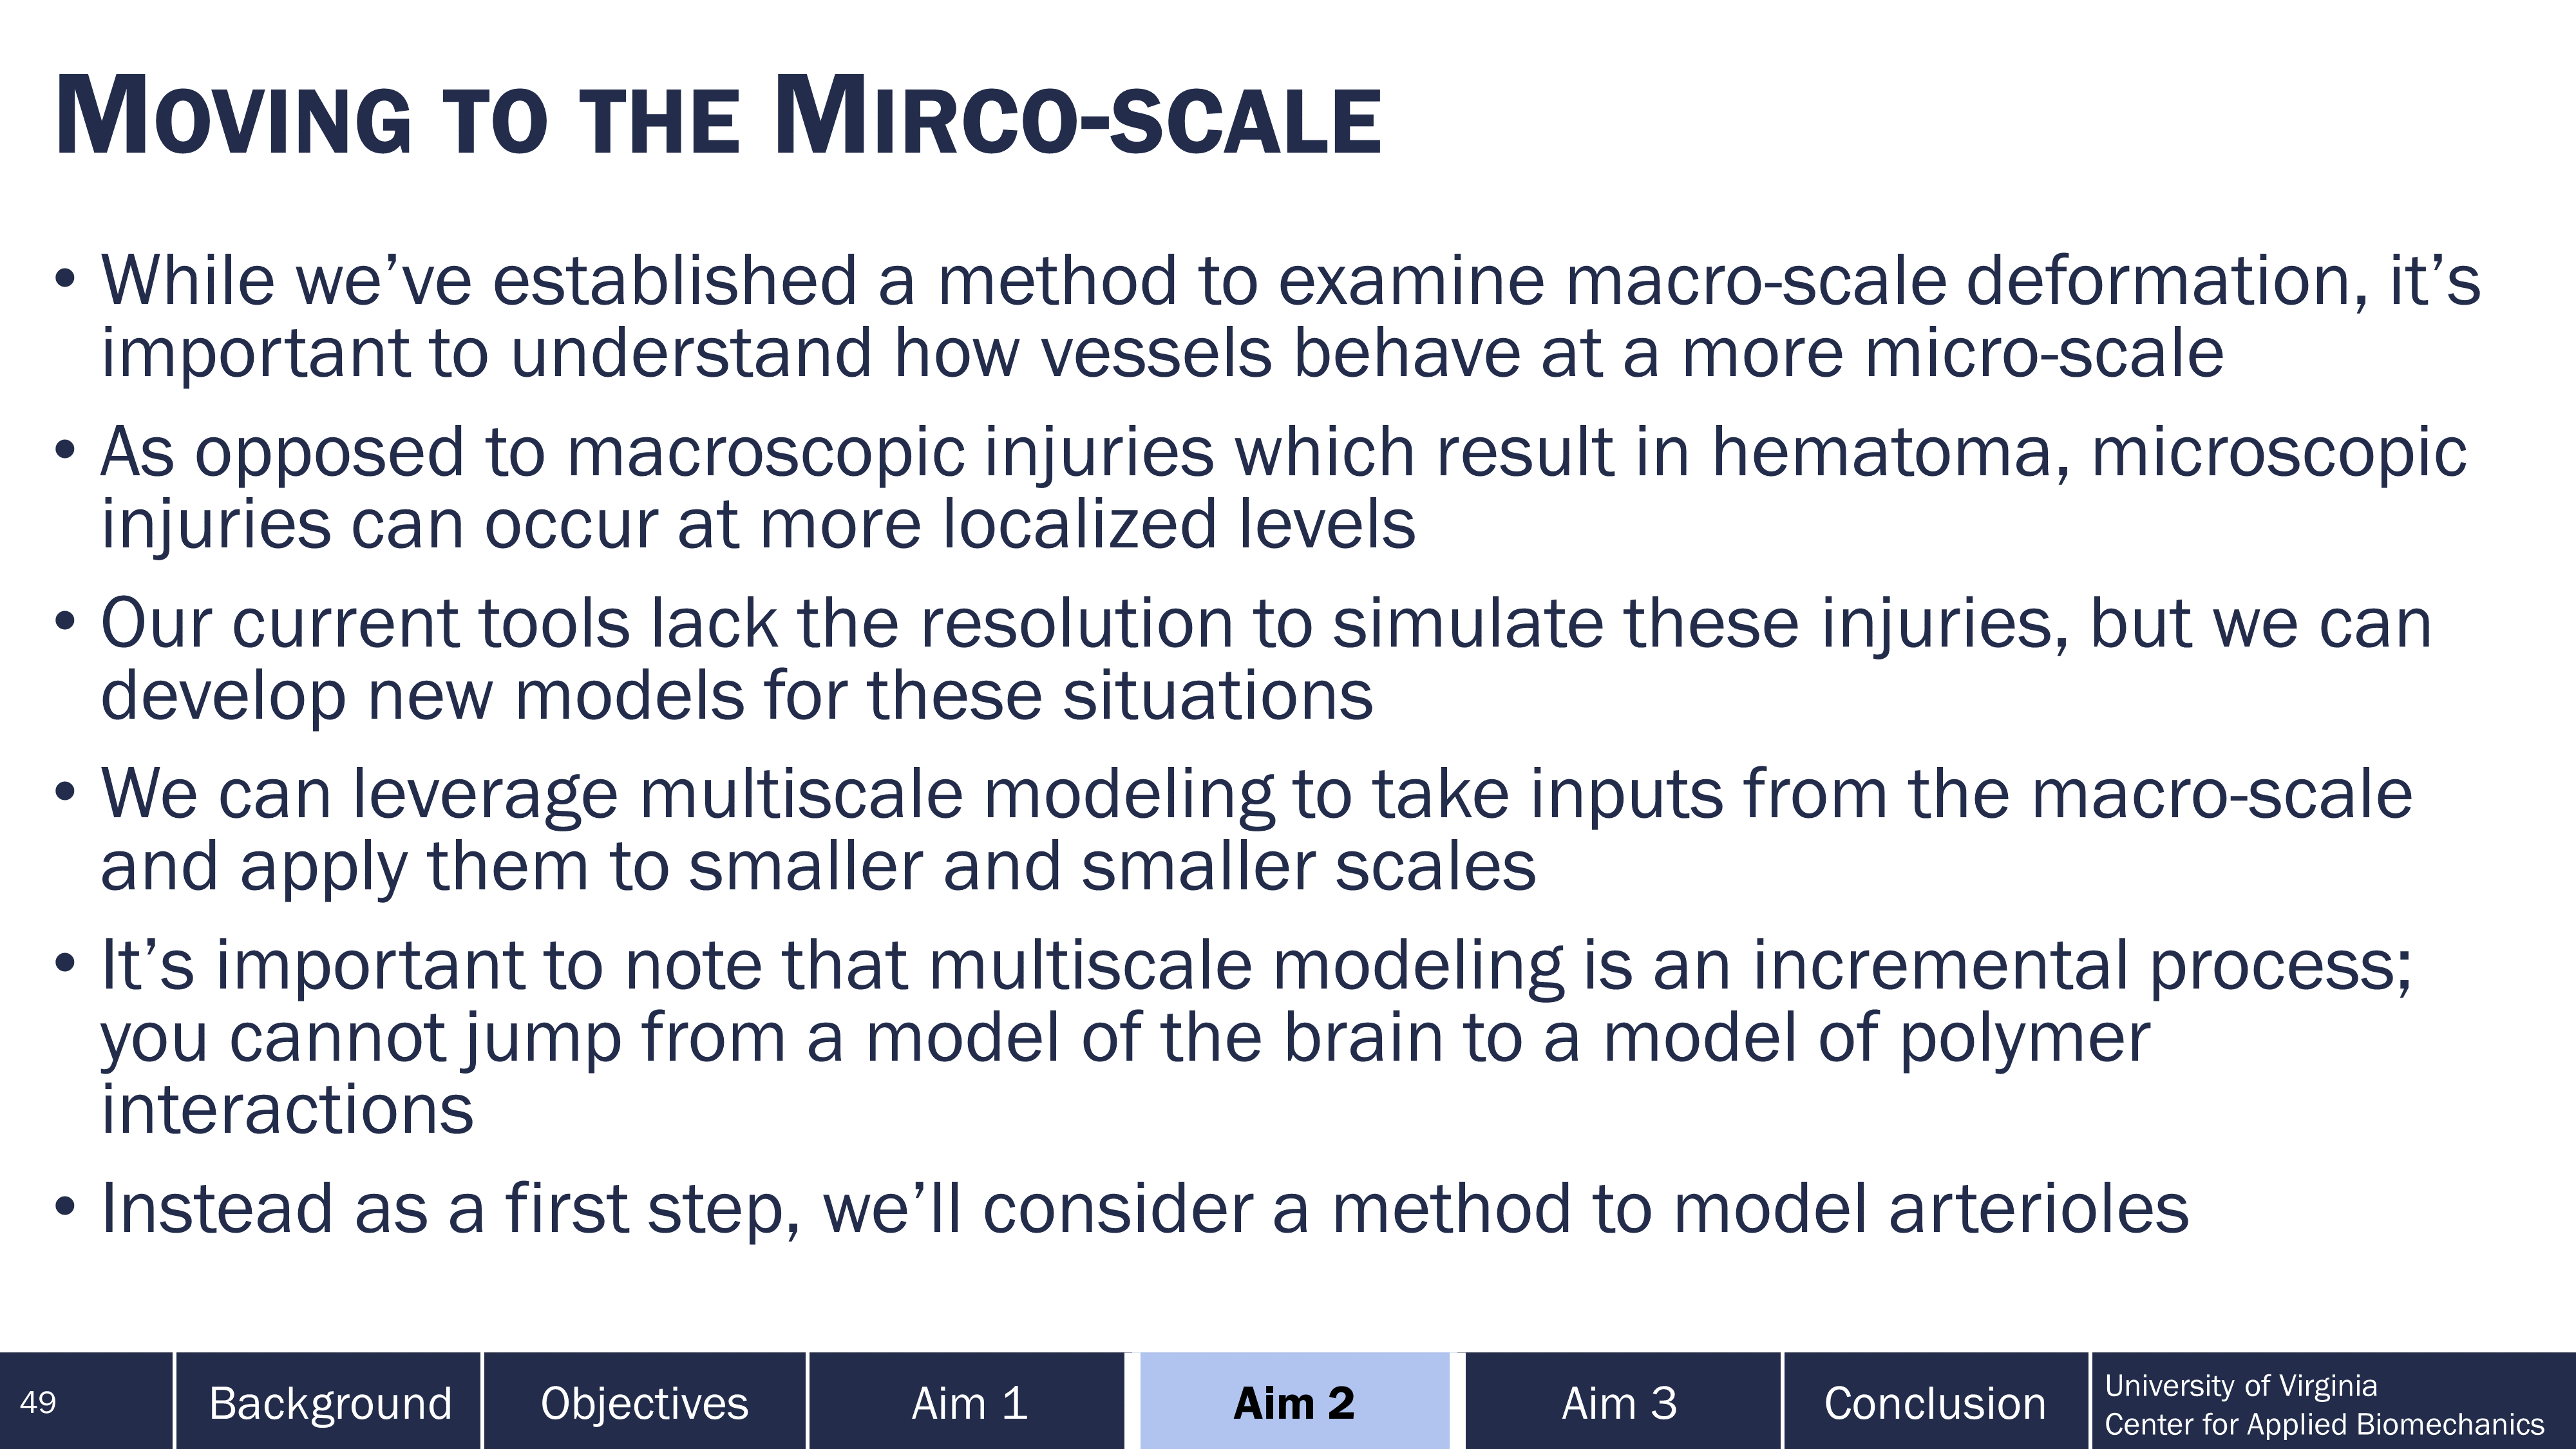 MOVING TO THE MIRCO-SCALE
• While we’ve established a method to examine macro-scale deformation, it’s
important to understand how vessels behave at a more micro-scale
• As opposed to macroscopic injuries which result in hematoma, microscopic
injuries can occur at more localized levels
• Our current tools lack the resolution to simulate these injuries, but we can
develop new models for these situations
• We can leverage multiscale modeling to take inputs from the macro-scale
and apply them to smaller and smaller scales
• It’s important to note that multiscale modeling is an incremental process;
you cannot jump from a model of the brain to a model of polymer
interactions
• Instead as a first step, we’ll consider a method to model arterioles
49
Background
Objectives
Aim 1
Aim 2
Aim 3
Conclusion
University of Virginia
Center for Applied Biomechanics